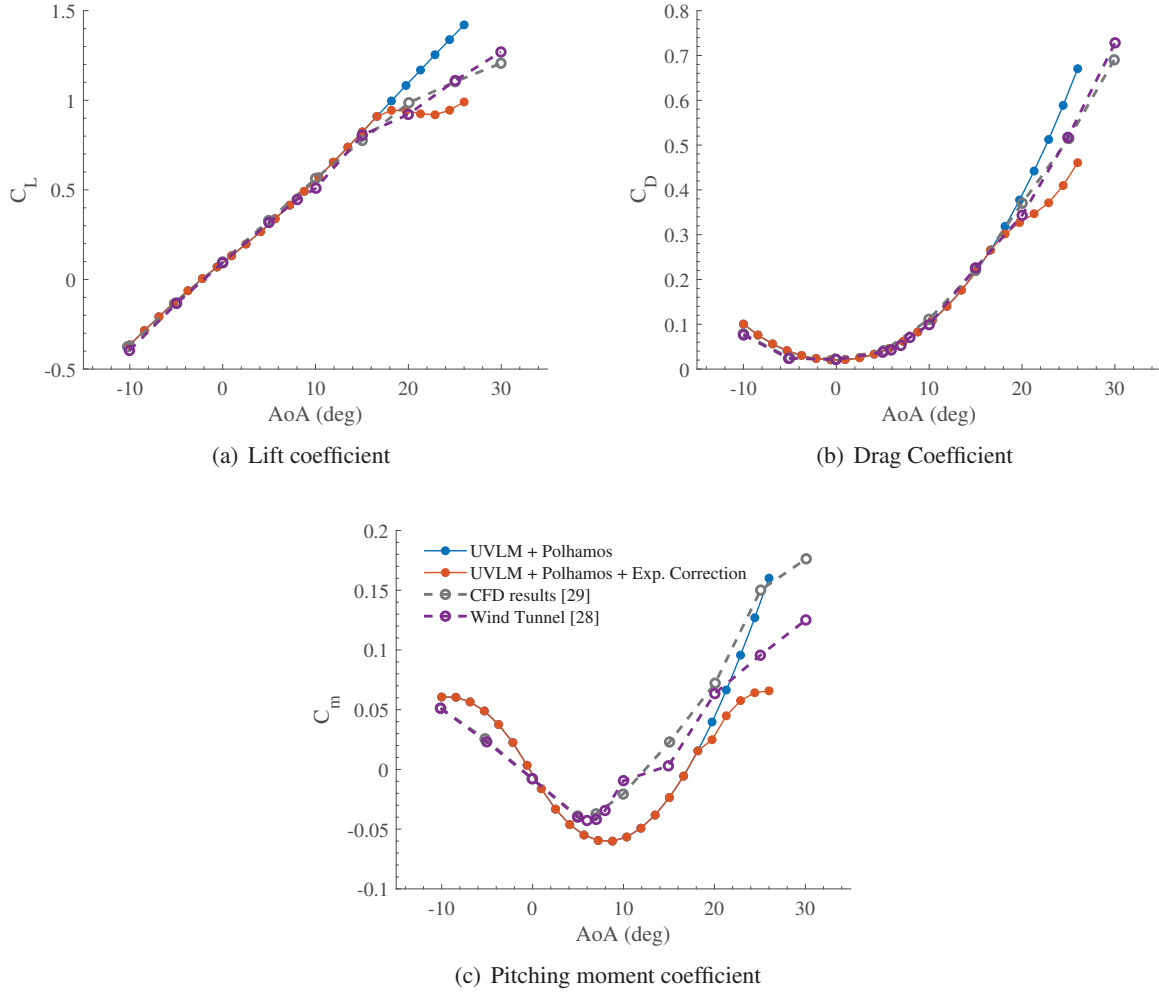 1.5
1
0.5
0
-0.5
C_L
-10 0 10 20 30
AoA (deg)
(a) Lift coefficient
0.8
0.7
0.6
0.5
0.4
0.3
0.2
0.1
0
C_D
-10 0 10 20 30
AoA (deg)
(b) Drag Coefficient
0.2
0.15
0.1
0.05
0
-0.05
-0.1
C_m
UVLM + Polhamos
UVLM + Polhamos + Exp. Correction
CFD results [29]
Wind Tunnel [28]
-10 0 10 20 30
AoA (deg)
(c) Pitching moment coefficient